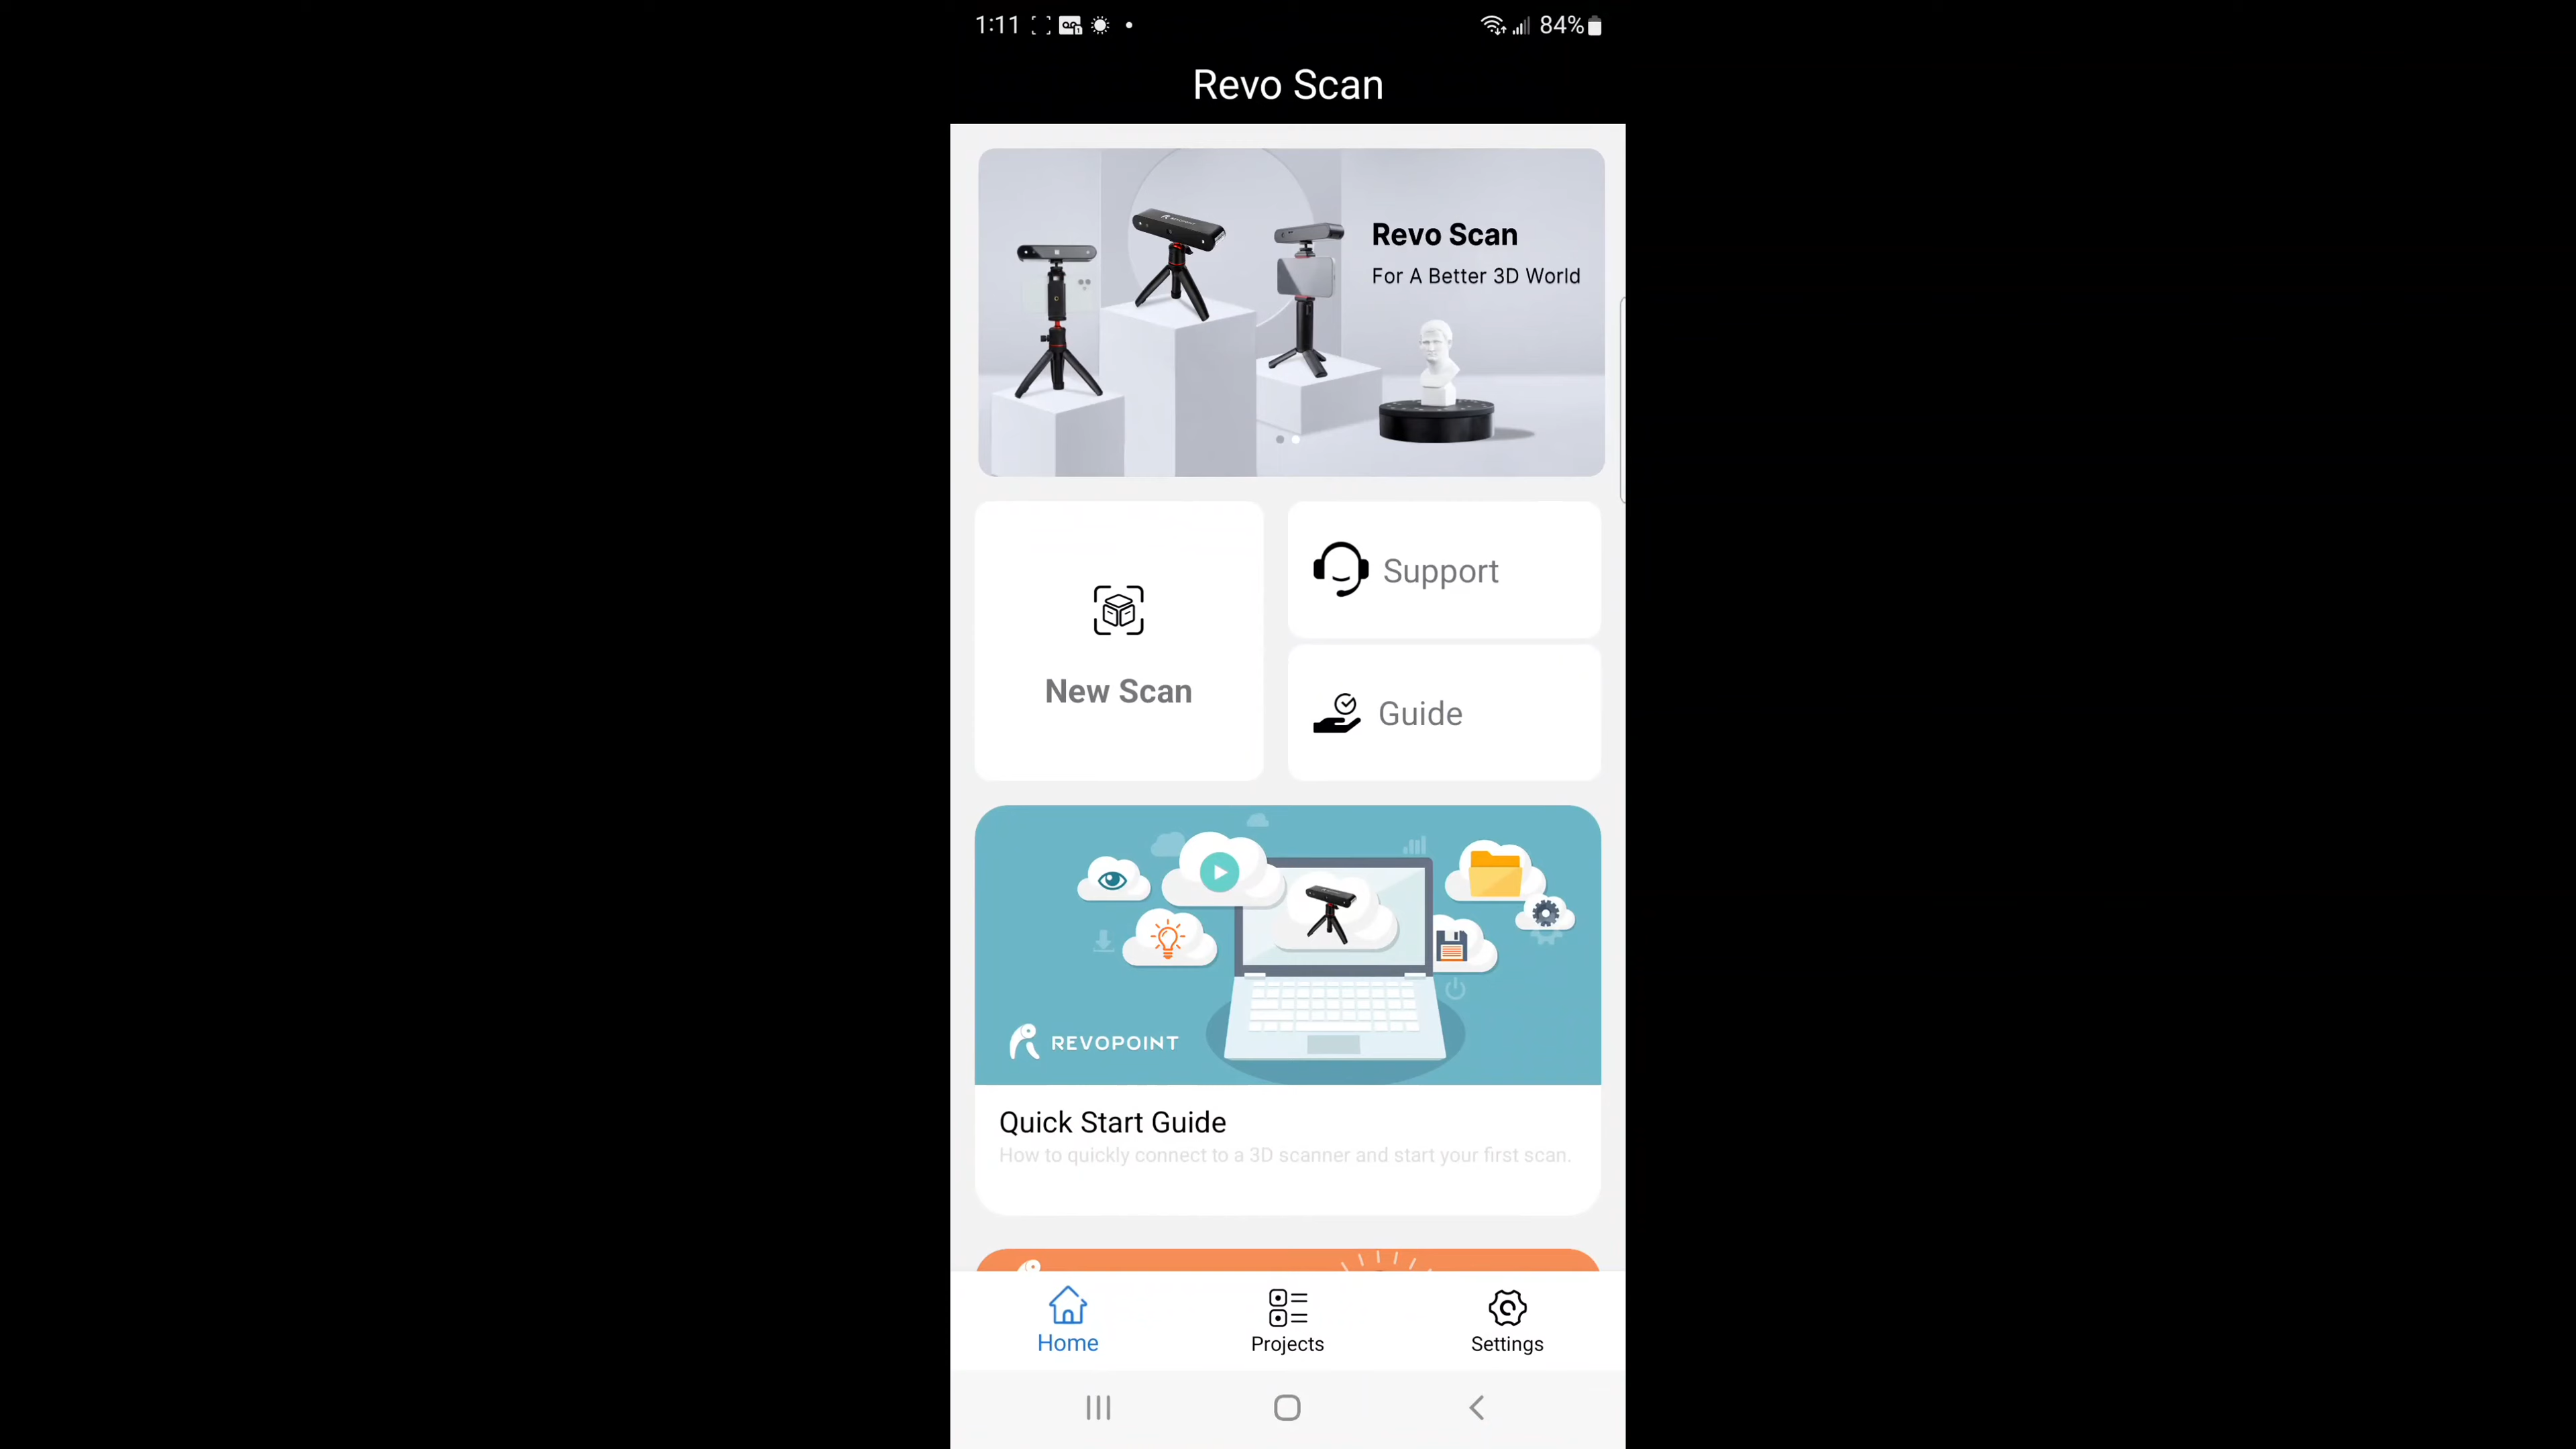 1:11
84%
Revo Scan
Revo Scan
For A Better 3D World
New Scan
Support
Guide
REVOPOINT
Quick Start Guide
How to quickly connect to a 3D scanner and start your first scan.
Home
Projects
Settings